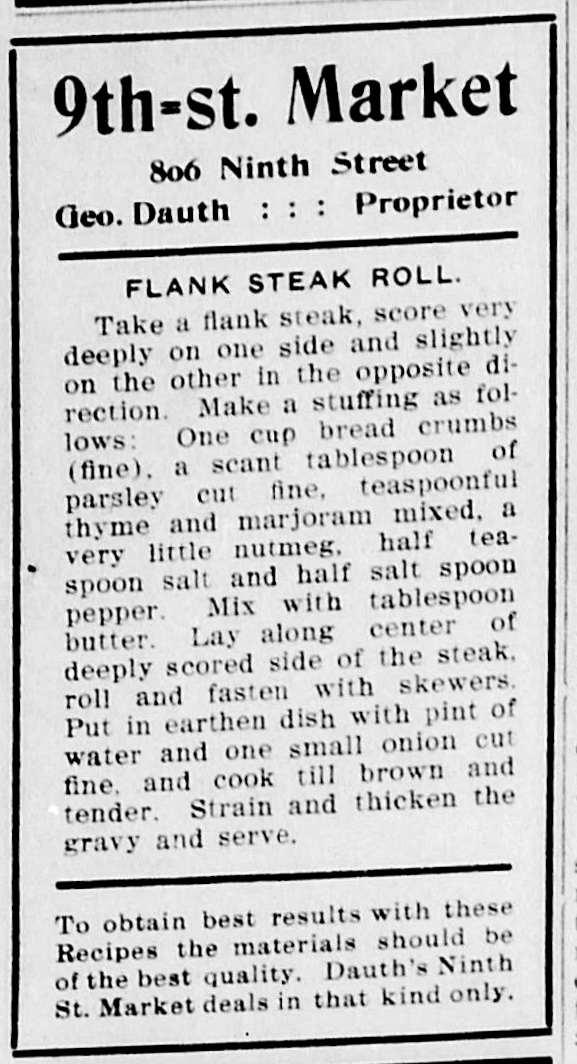 9th-st. Market
806 Ninth Street
Geo. Dauth : : : Proprietor
FLANK STEAK ROLL.
Take a flank steak, score very
deeply on one side and slightly
on the other in the opposite di-
rection. Make a stuffing as fol-
lows: One cup bread crumbs
(fine), a scant tablespoon of
parsley cut fine, teaspoonful
thyme and marjoram mixed, a
very little nutmeg, half tea-
spoon salt and half salt spoon
pepper. Mix with tablespoon
butter. Lay along center of
deeply scored side of the steak,
roll and fasten with skewers.
Put in earthen dish with pint of
water and one small onion cut
fine, and cook till brown and
tender. Strain and thicken the
gravy and serve.
To obtain best results with these
Recipes the materials should be
of the best quality. Dauth's Ninth
St. Market deals in that kind only.